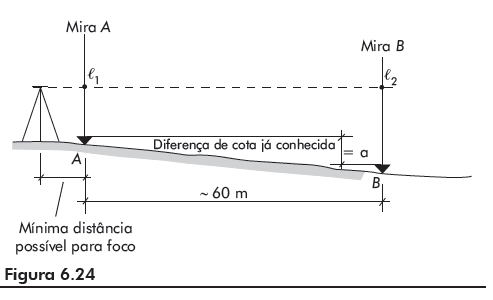 Mira A
Mira B
ℓ1
ℓ2
Diferença de cota já conhecida
= a
A
B
~ 60 m
Mínima distância
possível para foco
Figura 6.24